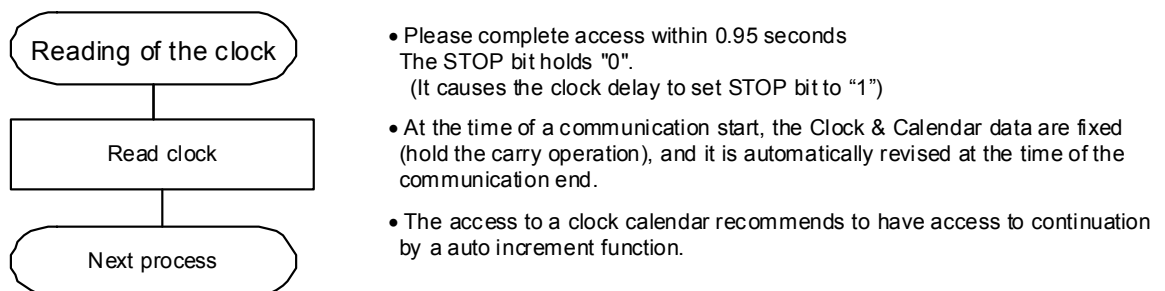 Reading of the clock
Read clock
Next process
• Please complete access within 0.95 seconds
The STOP bit holds "0".
(It causes the clock delay to set STOP bit to “1”)
• At the time of a communication start, the Clock & Calendar data are fixed
(hold the carry operation), and it is automatically revised at the time of the
communication end.
• The access to a clock calendar recommends to have access to continuation
by a auto increment function.